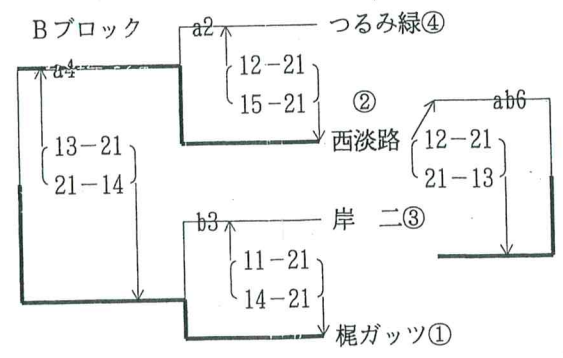 Bブロック
a2
つるみ緑④
a4
12-21
15-21
②
西淡路
ab6
13-21
21-14
12-21
21-13
b3
岸 二③
11-21
14-21
梶ガッツ①